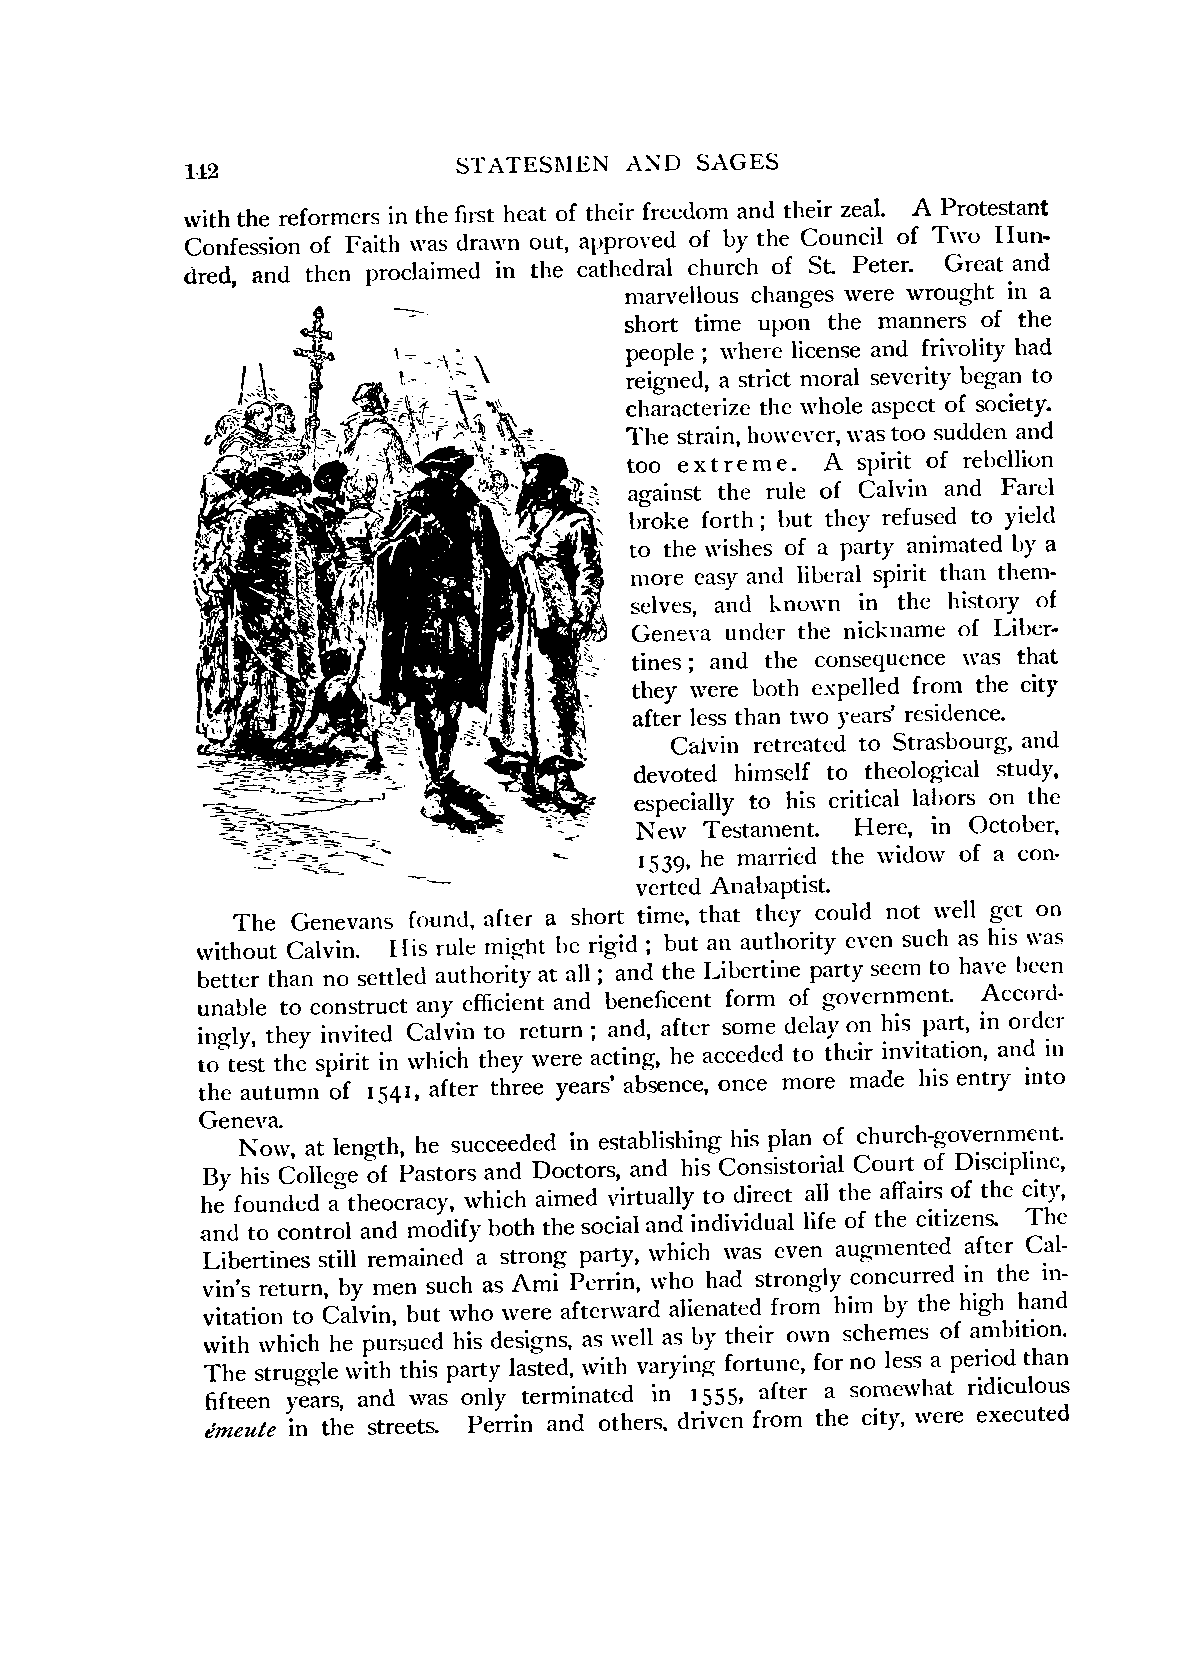 142 STATESMEN AND SAGES
with the reformers in the first heat of their freedom and their zeal. A Protestant
Confession of Faith was drawn out, approved of by the Council of Two Hun-
dred, and then proclaimed in the cathedral church of St. Peter. Great and
marvellous changes were wrought in a
short time upon the manners of the
people ; where license and frivolity had
reigned, a strict moral severity began to
characterize the whole aspect of society.
The strain, however, was too sudden and
too extreme. A spirit of rebellion
against the rule of Calvin and Farel
broke forth ; but they refused to yield
to the wishes of a party animated by a
more easy and liberal spirit than them-
selves, and known in the history of
Geneva under the nickname of Liber-
tines ; and the consequence was that
they were both expelled from the city
after less than two years' residence.
Calvin retreated to Strasbourg, and
devoted himself to theological study,
especially to his critical labors on the
New Testament. Here, in October,
1539, he married the widow of a con-
verted Anabaptist.
The Genevans found, after a short time, that they could not well get on
without Calvin. His rule might be rigid ; but an authority even such as his was
better than no settled authority at all ; and the Libertine party seem to have been
unable to construct any efficient and beneficent form of government. Accord-
ingly, they invited Calvin to return ; and, after some delay on his part, in order
to test the spirit in which they were acting, he acceded to their invitation, and in
the autumn of 1541, after three years' absence, once more made his entry into
Geneva.
Now, at length, he succeeded in establishing his plan of church-government.
By his College of Pastors and Doctors, and his Consistorial Court of Discipline,
he founded a theocracy, which aimed virtually to direct all the affairs of the city,
and to control and modify both the social and individual life of the citizens. The
Libertines still remained a strong party, which was even augmented after Cal-
vin's return, by men such as Ami Perrin, who had strongly concurred in the in-
vitation to Calvin, but who were afterward alienated from him by the high hand
with which he pursued his designs, as well as by their own schemes of ambition.
The struggle with this party lasted, with varying fortune, for no less a period than
fifteen years, and was only terminated in 1555, after a somewhat ridiculous
émeute in the streets. Perrin and others, driven from the city, were executed